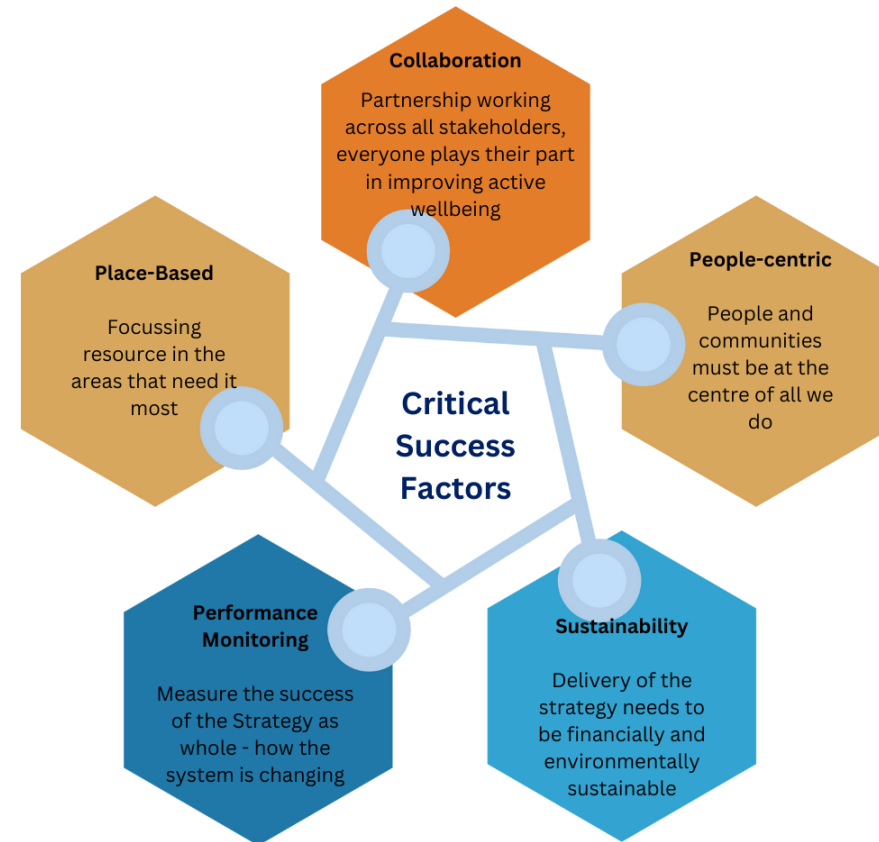 Collaboration
Partnership working
across all stakeholders,
everyone plays their part
in improving active
wellbeing
Place-Based
Focussing
resource in the
areas that need it
most
People-centric
People and
communities
must be at the
centre of all we
do
Critical
Success
Factors
Performance
Monitoring
Measure the success
of the Strategy as
whole - how the
system is changing
Sustainability
Delivery of the
strategy needs to
be financially and
environmentally
sustainable